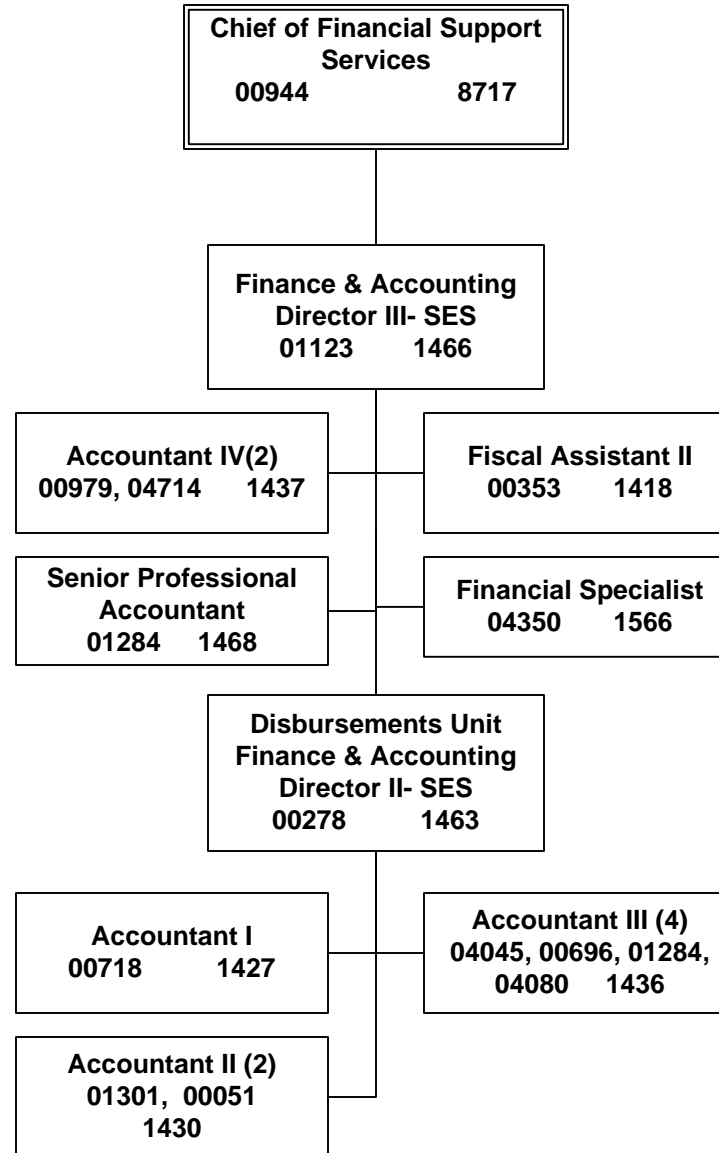 Chief of Financial Support
Services
00944 8717
Finance & Accounting
Director III- SES
01123 1466
Accountant IV(2)
00979, 04714 1437
Fiscal Assistant II
00353 1418
Senior Professional
Accountant
01284 1468
Financial Specialist
04350 1566
Disbursements Unit
Finance & Accounting
Director II- SES
00278 1463
Accountant I
00718 1427
Accountant III (4)
04045, 00696, 01284,
04080 1436
Accountant II (2)
01301, 00051
1430